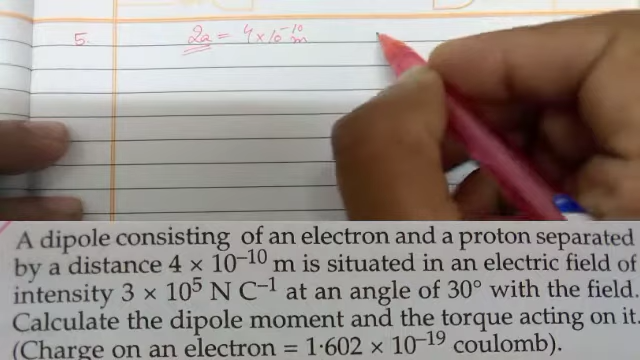 5. 2a = 4 × 10⁻¹⁰ m
A dipole consisting of an electron and a proton separated
by a distance 4 × 10⁻¹⁰ m is situated in an electric field of
intensity 3 × 10⁵ N C⁻¹ at an angle of 30° with the field.
Calculate the dipole moment and the torque acting on it.
(Charge on an electron = 1·602 × 10⁻¹⁹ coulomb).